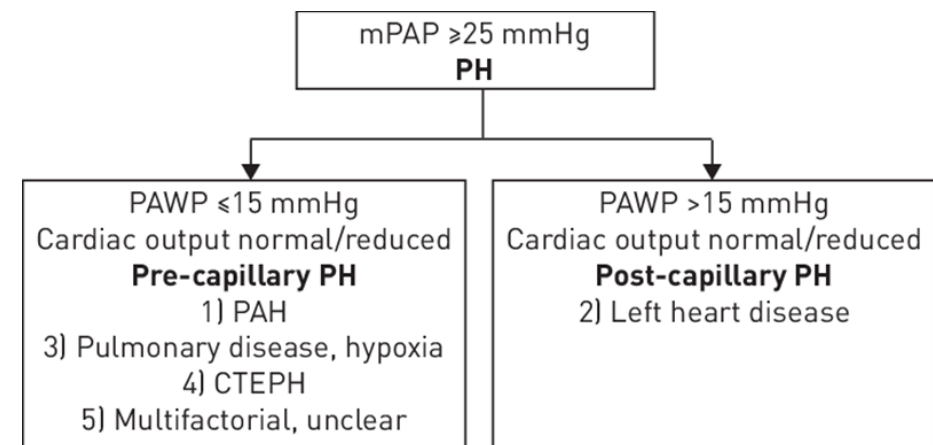 mPAP ⩾25 mmHg
PH
PAWP ⩽15 mmHg
Cardiac output normal/reduced
Pre-capillary PH
1) PAH
3) Pulmonary disease, hypoxia
4) CTEPH
5) Multifactorial, unclear
PAWP >15 mmHg
Cardiac output normal/reduced
Post-capillary PH
2) Left heart disease